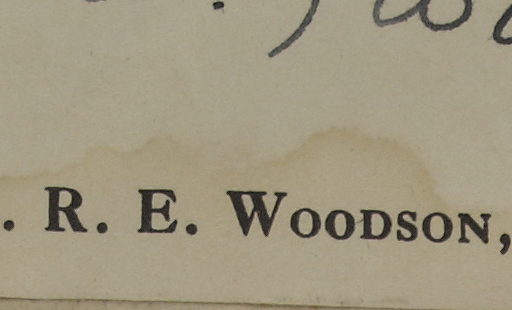 . R. E. WOODSON,